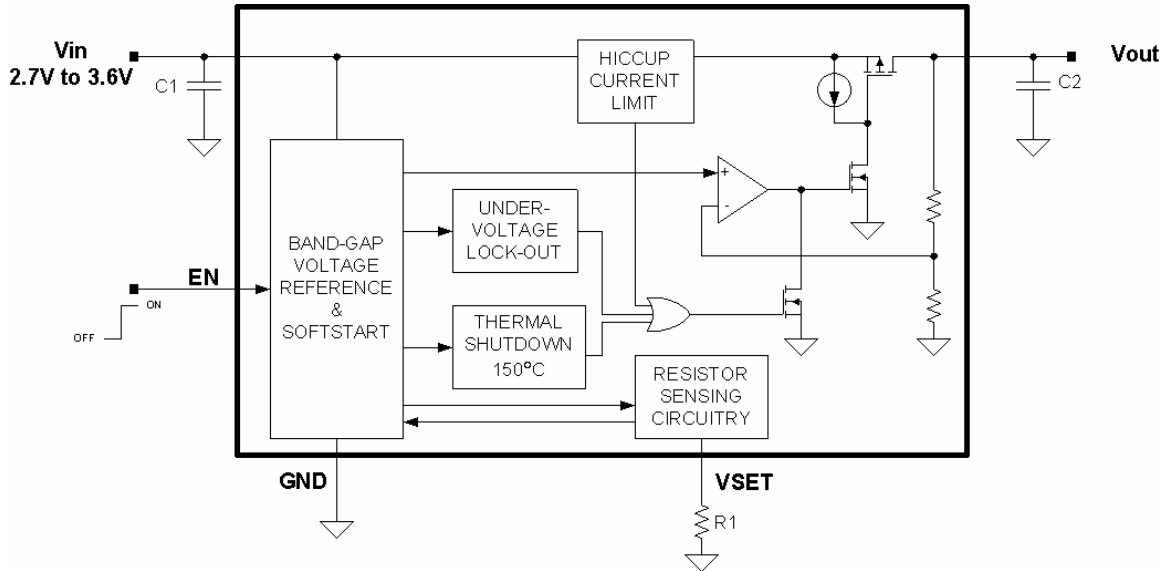 Vin
2.7V to 3.6V
C1
HICCUP
CURRENT
LIMIT
Vout
C2
BAND-GAP
VOLTAGE
REFERENCE
&
SOFTSTART
UNDER-
VOLTAGE
LOCK-OUT
+
-
EN
ON
OFF
THERMAL
SHUTDOWN
150°C
RESISTOR
SENSING
CIRCUITRY
GND
VSET
R1